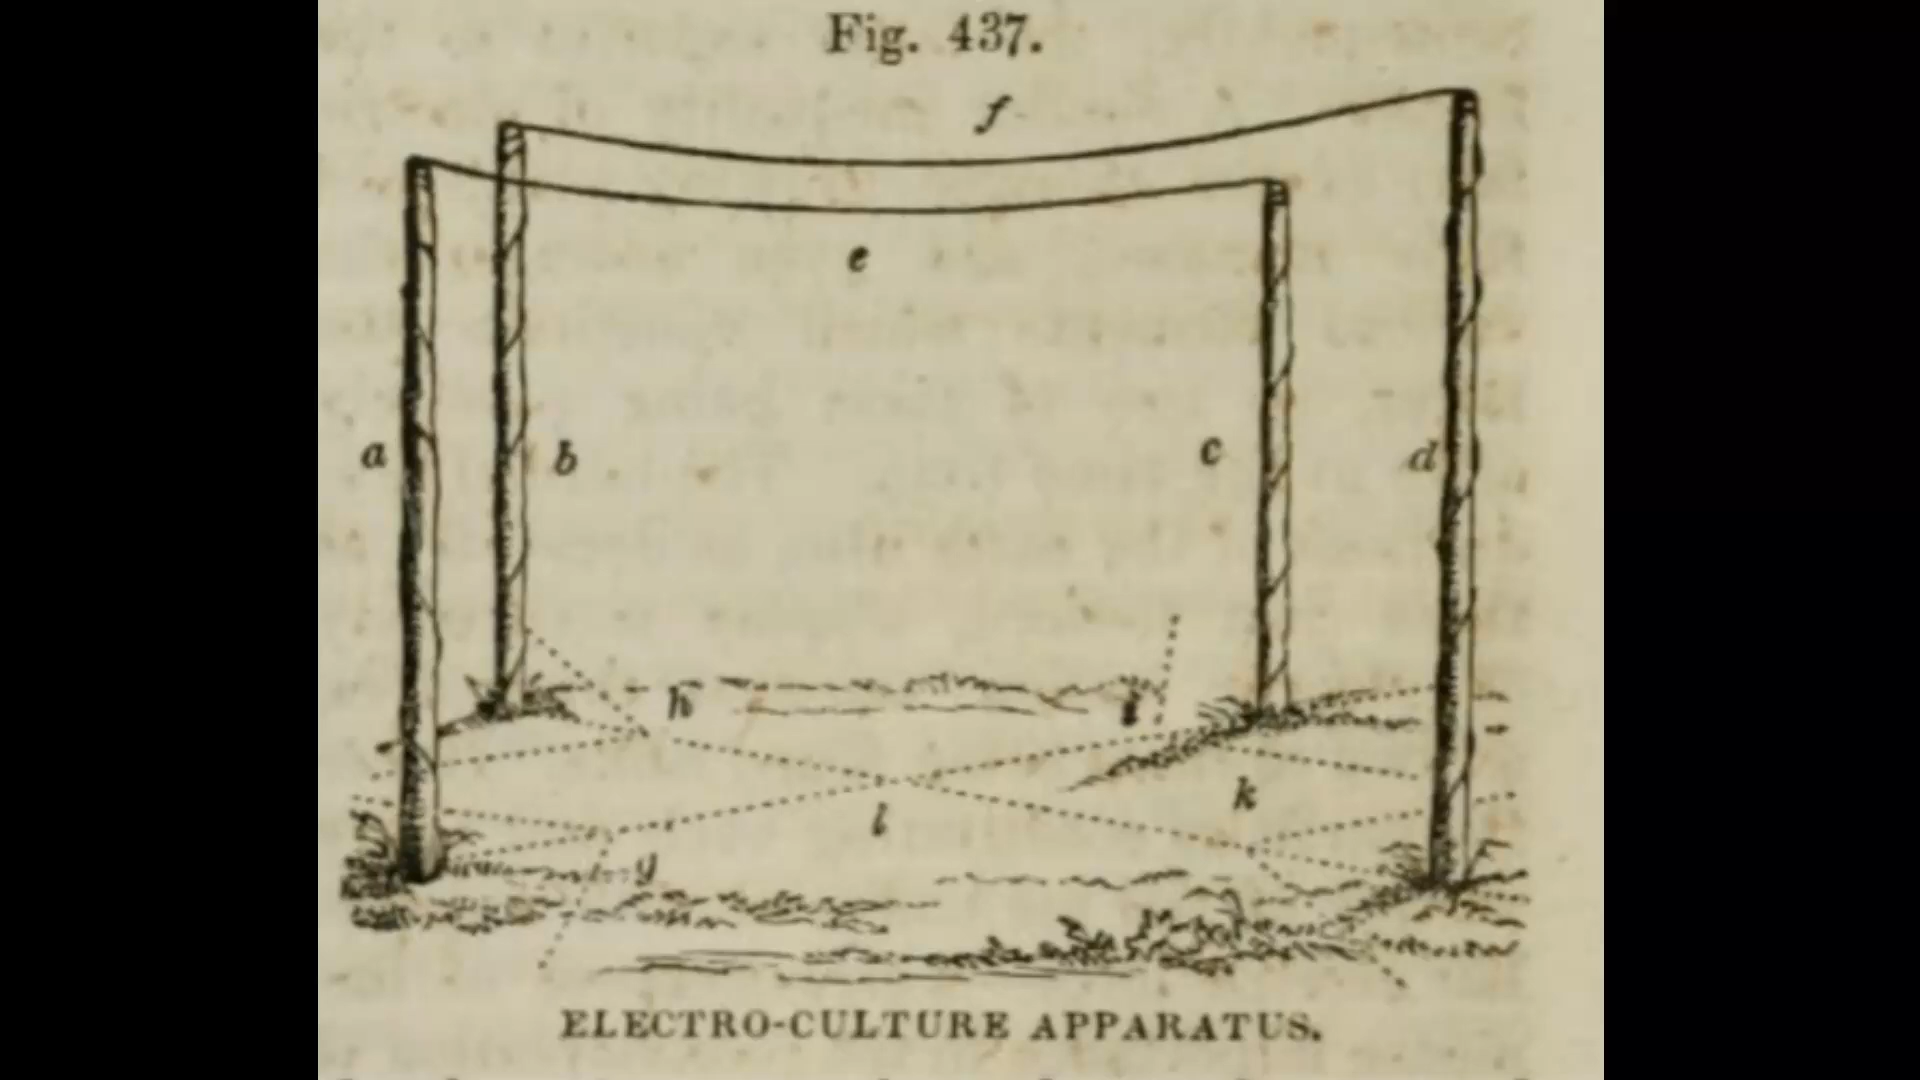 Fig. 437.
f
e
a b c d
h
k
l
y
ELECTRO-CULTURE APPARATUS.